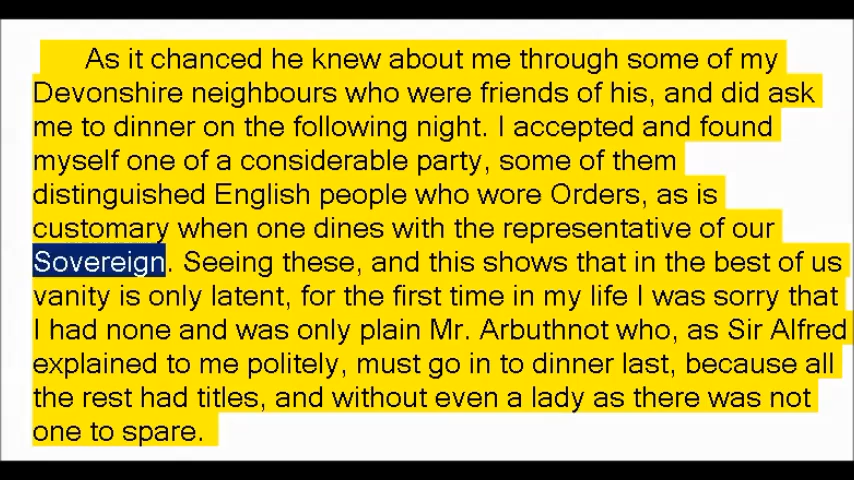 As it chanced he knew about me through some of my
Devonshire neighbours who were friends of his, and did ask
me to dinner on the following night. I accepted and found
myself one of a considerable party, some of them
distinguished English people who wore Orders, as is
customary when one dines with the representative of our
Sovereign. Seeing these, and this shows that in the best of us
vanity is only latent, for the first time in my life I was sorry that
I had none and was only plain Mr. Arbuthnot who, as Sir Alfred
explained to me politely, must go in to dinner last, because all
the rest had titles, and without even a lady as there was not
one to spare.